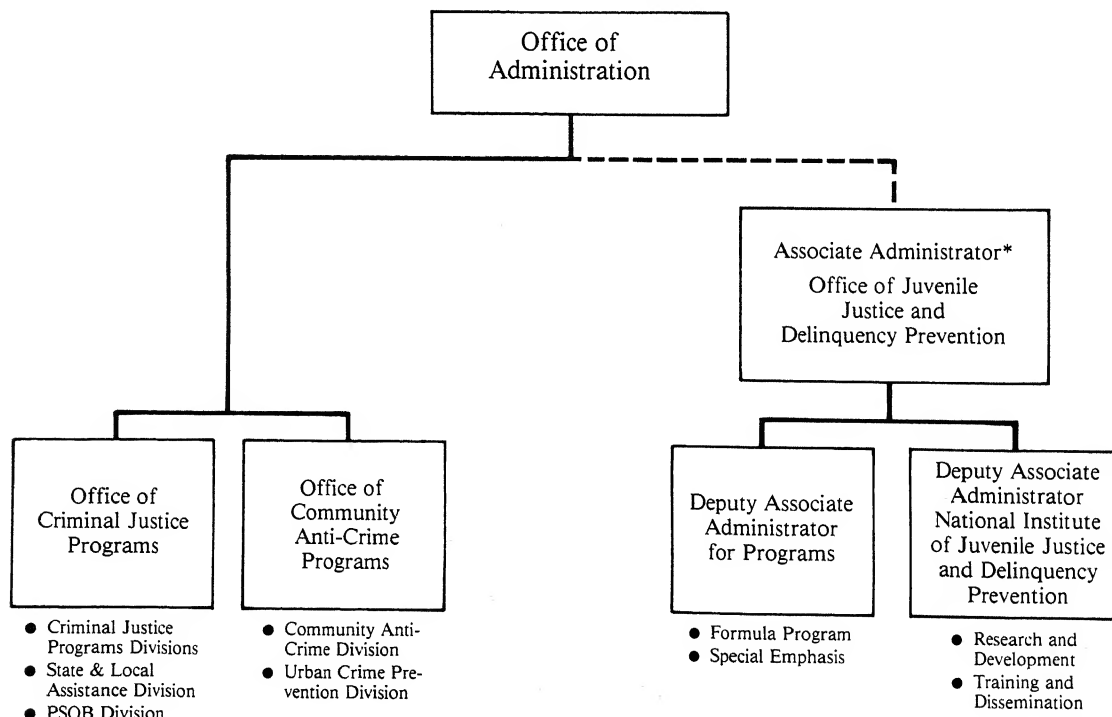 Office of
Administration
Associate Administrator*
Office of Juvenile
Justice and
Delinquency Prevention
Office of
Criminal Justice
Programs
Office of
Community
Anti-Crime
Programs
Deputy Associate
Administrator
for Programs
Deputy Associate
Administrator
National Institute
of Juvenile Justice
and Delinquency
Prevention
● Criminal Justice
Programs Divisions
● State & Local
Assistance Division
● PSOB Division
● Community Anti-
Crime Division
● Urban Crime Pre-
vention Division
● Formula Program
● Special Emphasis
● Research and
Development
● Training and
Dissemination